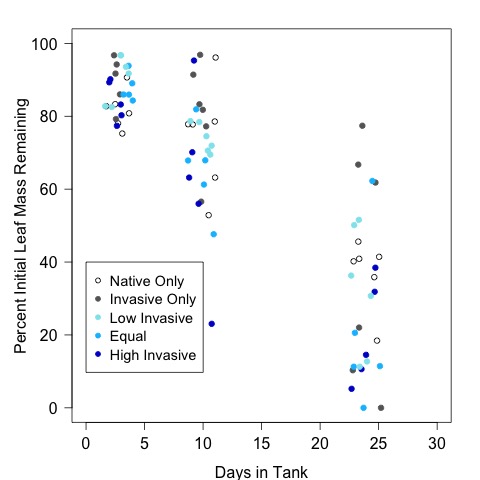 Percent Initial Leaf Mass Remaining
100
80
60
40
20
0
Native Only
Invasive Only
Low Invasive
Equal
High Invasive
0 5 10 15 20 25 30
Days in Tank